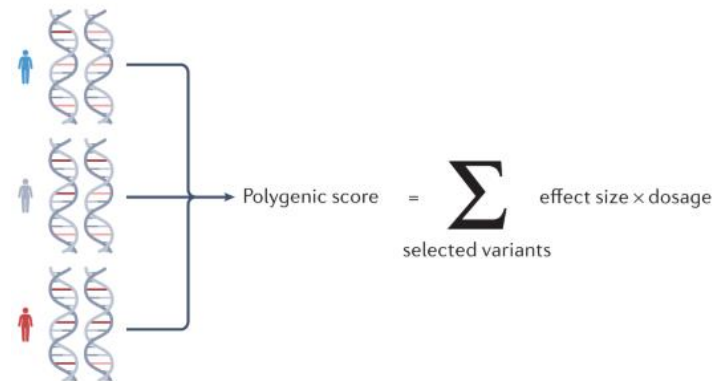 Polygenic score = ∑ effect size × dosage
selected variants